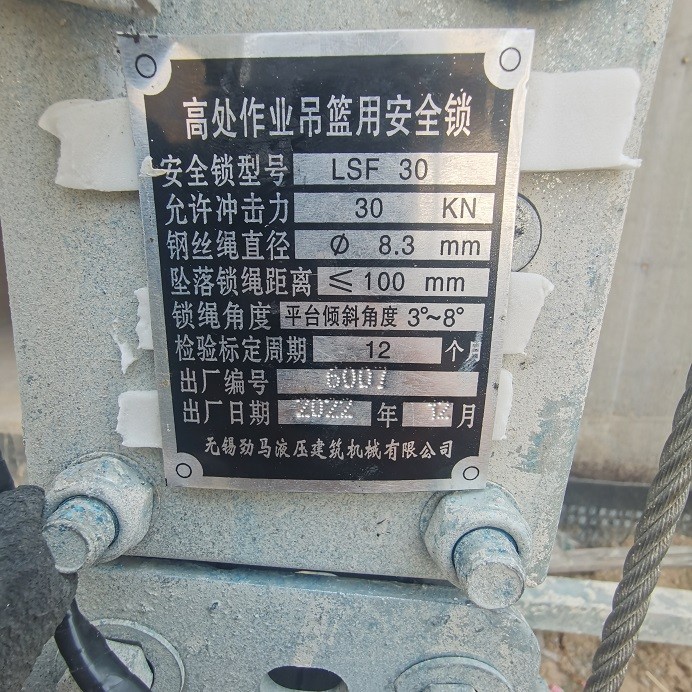 高处作业吊篮用安全锁
安全锁型号 LSF 30
允许冲击力 30 KN
钢丝绳直径 Ø 8.3 mm
坠落锁绳距离 ≤100 mm
锁绳角度 平台倾斜角度 3°~8°
检验标定周期 12 个月
出厂编号 6007
出厂日期 2022 年 12 月
无锡劲马液压建筑机械有限公司